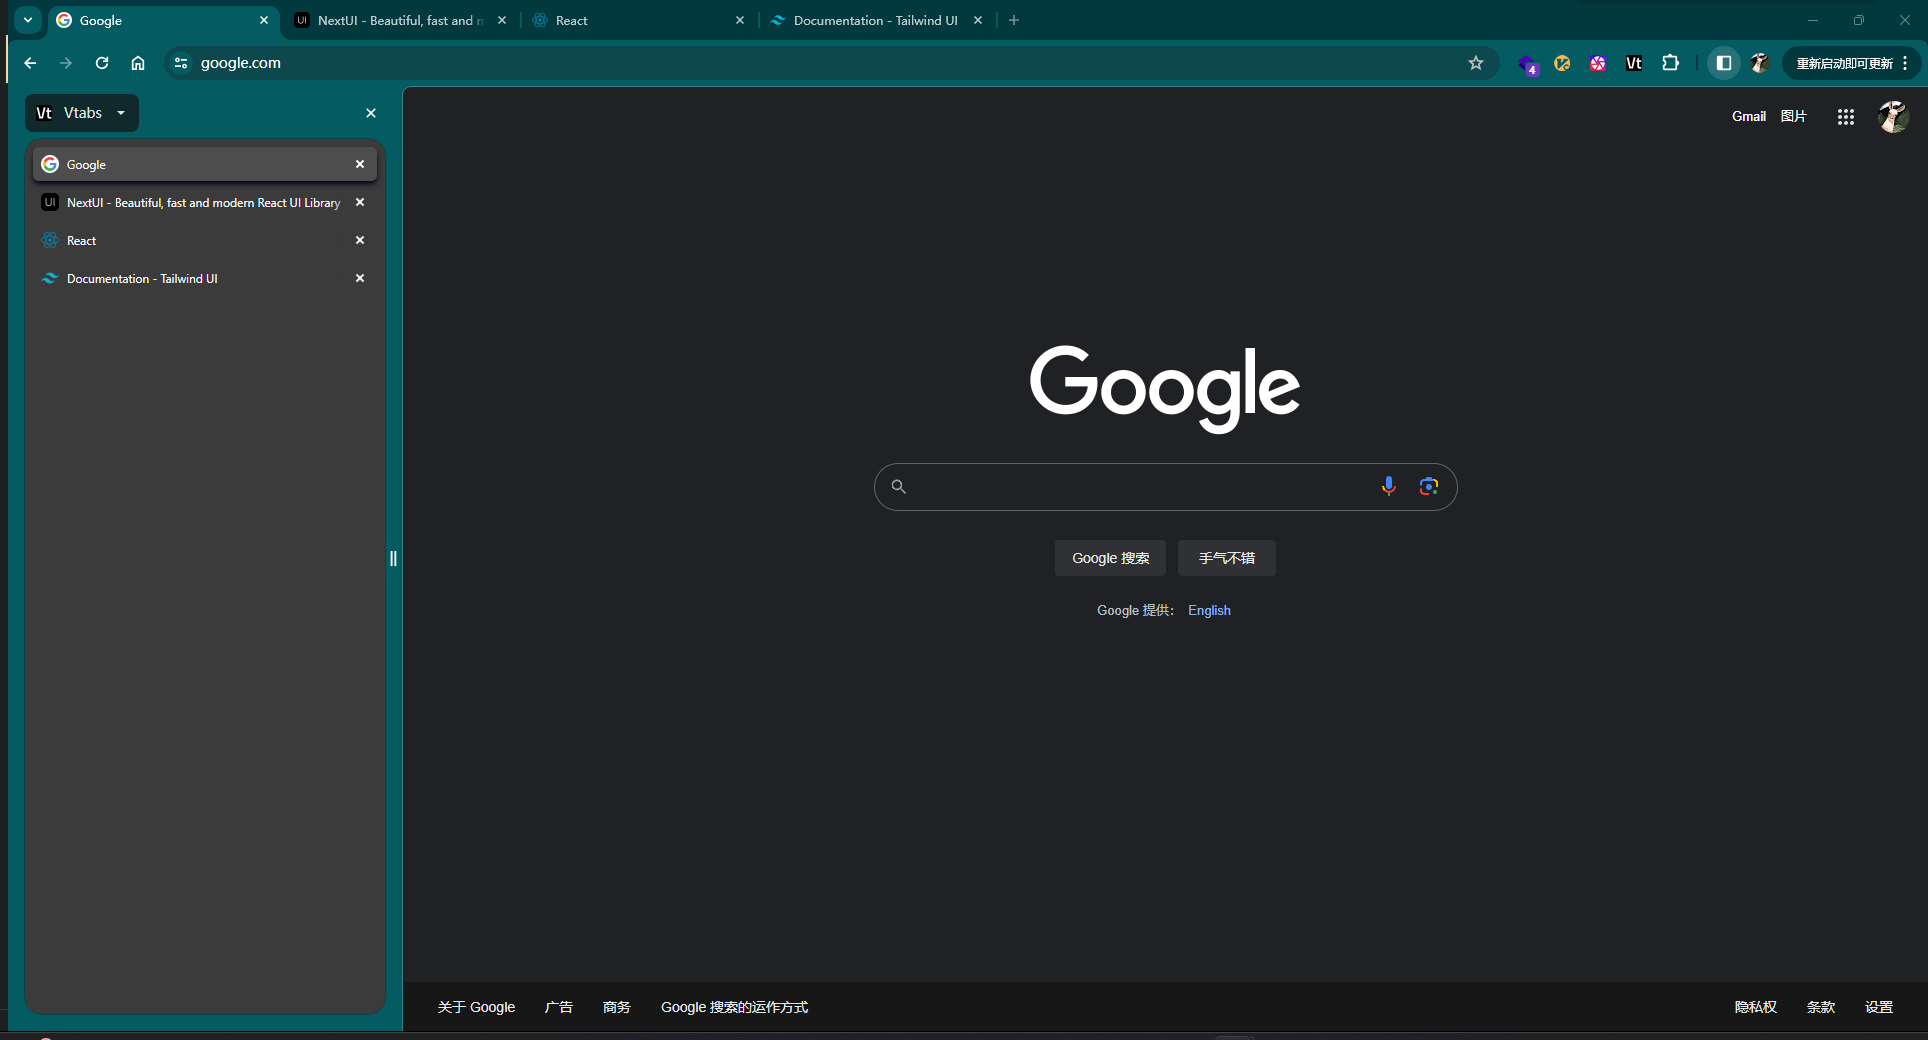 Google
NextUI - Beautiful, fast and m
React
Documentation - Tailwind UI
google.com
4
Vt
重新启动即可更新
Vt Vtabs
Gmail 图片
Google
UI NextUI - Beautiful, fast and modern React UI Library
React
Documentation - Tailwind UI
Google
Google 搜索 手气不错
Google 提供： English
关于 Google 广告 商务 Google 搜索的运作方式
隐私权 条款 设置